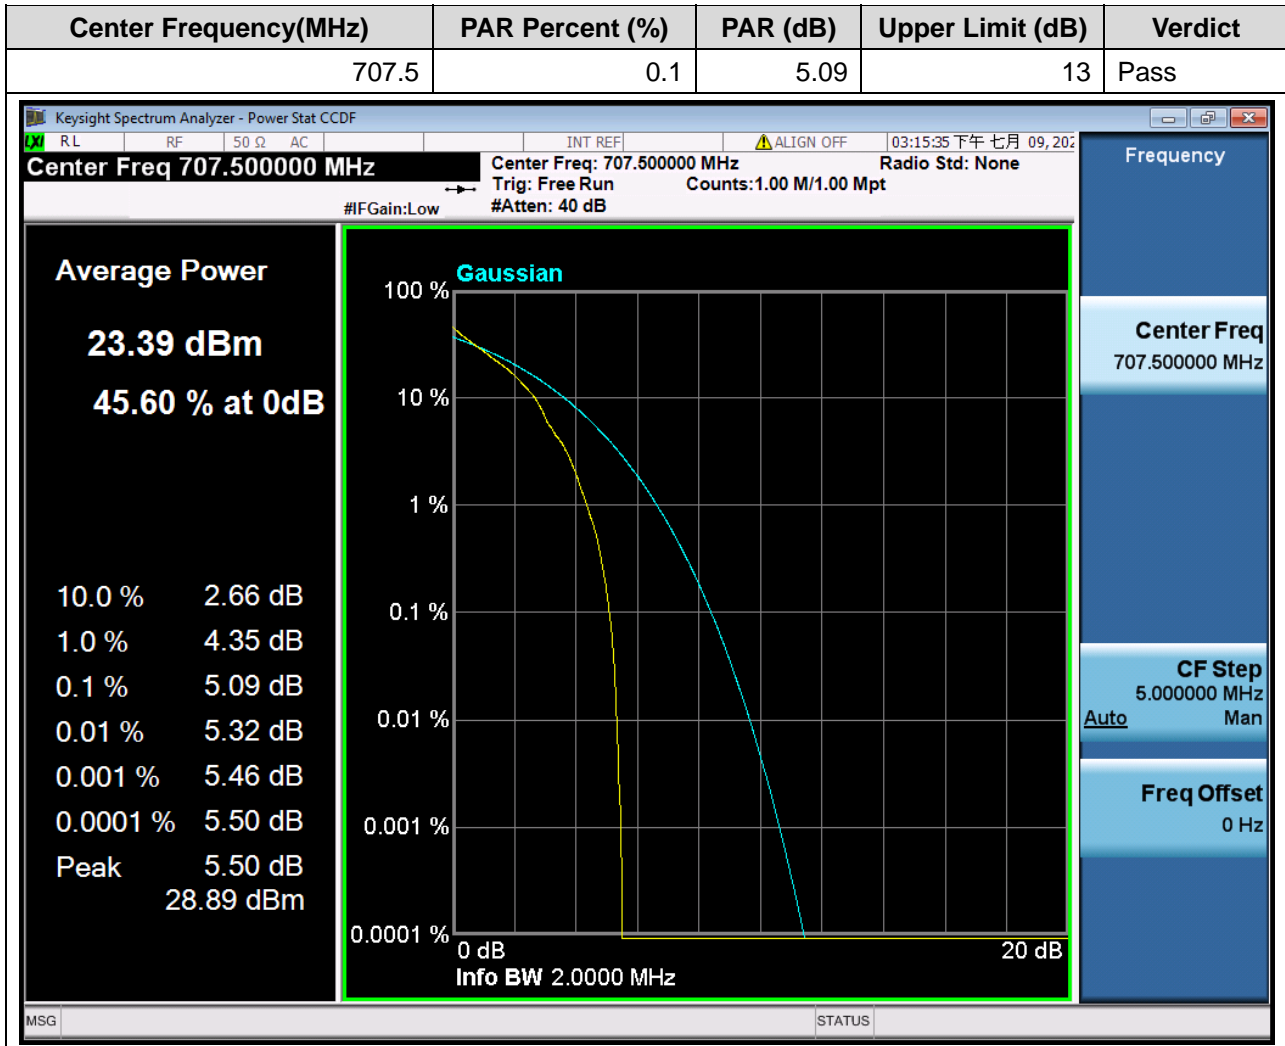 Center Frequency(MHz) PAR Percent (%) PAR (dB) Upper Limit (dB) Verdict
707.5 0.1 5.09 13 Pass
Keysight Spectrum Analyzer - Power Stat CCDF
LXI RL RF 50 Ω AC INT REF ALIGN OFF 03:15:35 下午 七月 09, 202
Center Freq 707.500000 MHz
Center Freq: 707.500000 MHz Radio Std: None
Trig: Free Run Counts:1.00 M/1.00 Mpt
#IFGain:Low #Atten: 40 dB
Average Power
23.39 dBm
45.60 % at 0dB
10.0 % 2.66 dB
1.0 % 4.35 dB
0.1 % 5.09 dB
0.01 % 5.32 dB
0.001 % 5.46 dB
0.0001 % 5.50 dB
Peak 5.50 dB
28.89 dBm
Gaussian
100 %
10 %
1 %
0.1 %
0.01 %
0.001 %
0.0001 %
0 dB 20 dB
Info BW 2.0000 MHz
Frequency
Center Freq
707.500000 MHz
CF Step
5.000000 MHz
Auto Man
Freq Offset
0 Hz
MSG STATUS